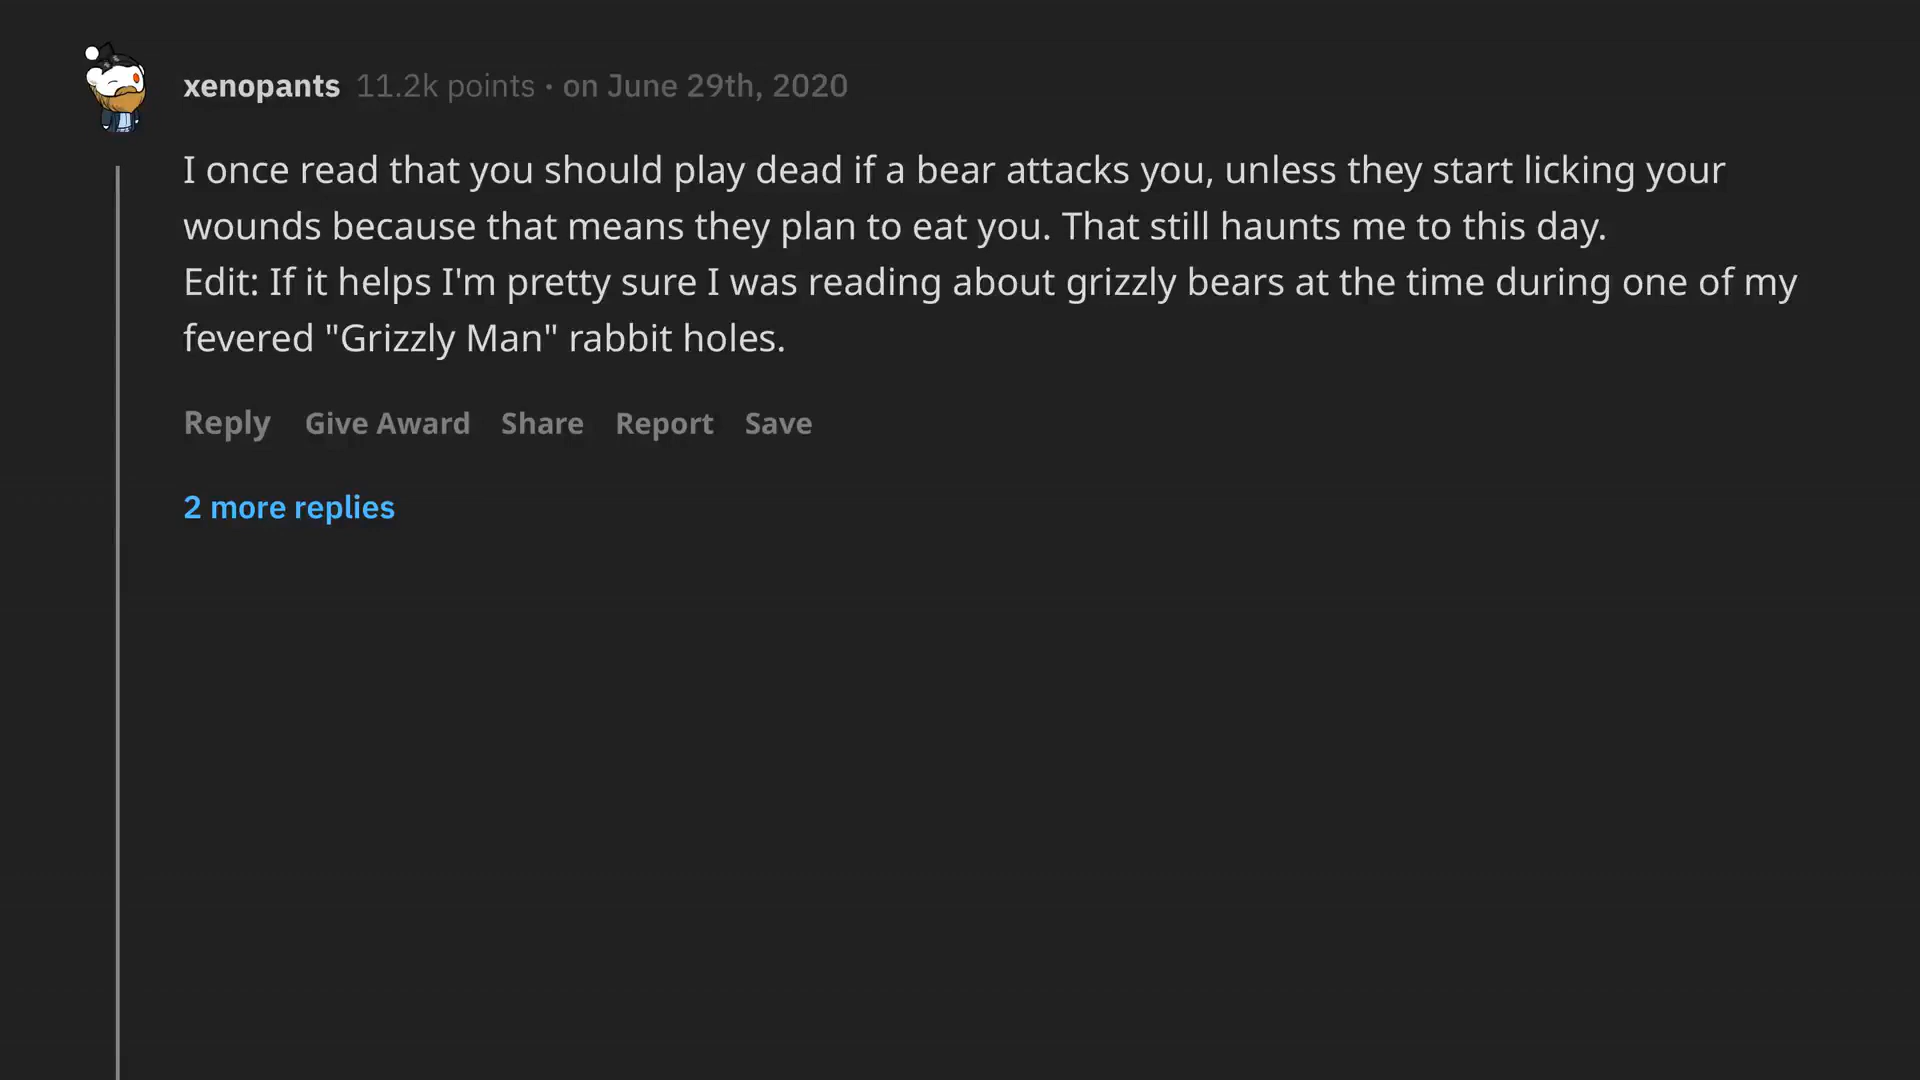 xenopants 11.2k points · on June 29th, 2020
I once read that you should play dead if a bear attacks you, unless they start licking your
wounds because that means they plan to eat you. That still haunts me to this day.
Edit: If it helps I'm pretty sure I was reading about grizzly bears at the time during one of my
fevered "Grizzly Man" rabbit holes.
Reply Give Award Share Report Save
2 more replies